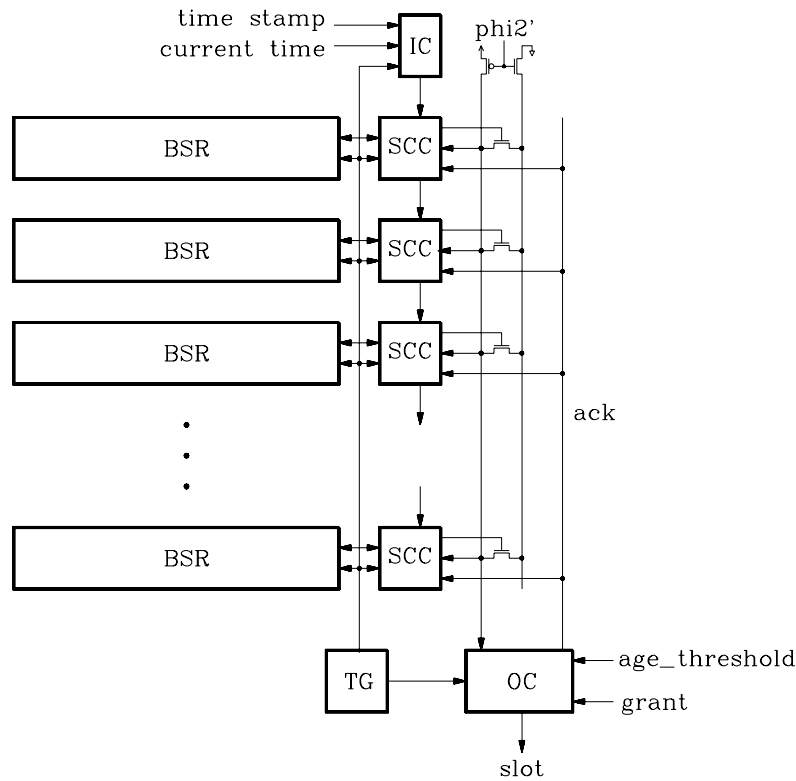 time stamp
current time
IC
phi2'
BSR
SCC
BSR
SCC
BSR
SCC
ack
BSR
SCC
TG
OC
age_threshold
grant
slot